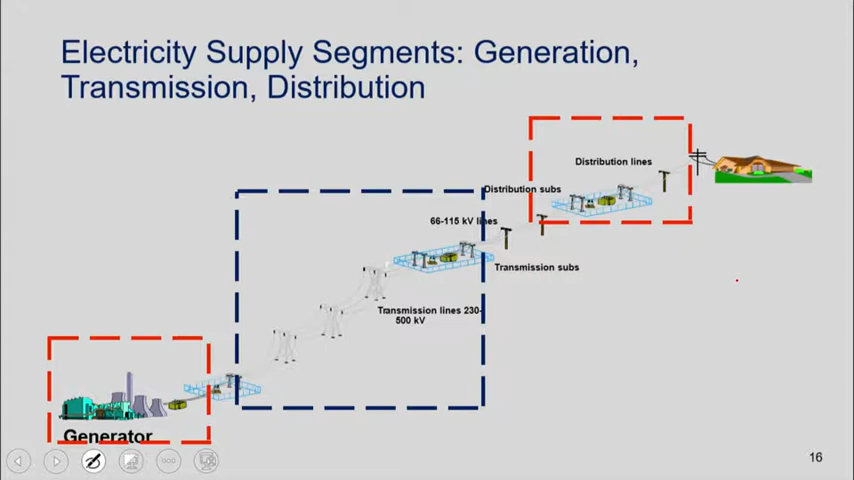 Electricity Supply Segments: Generation,
Transmission, Distribution
Distribution lines
Distribution subs
66-115 kV lines
Transmission subs
Transmission lines 230-
500 kV
Generator
16